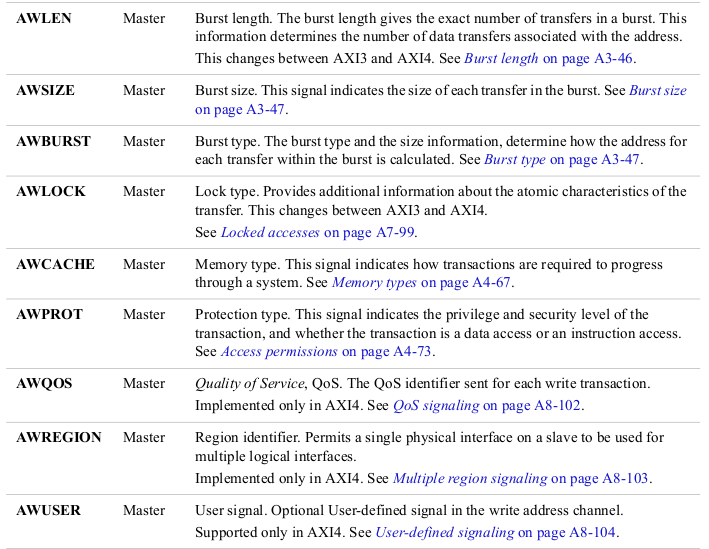 AWLEN Master Burst length. The burst length gives the exact number of transfers in a burst. This
information determines the number of data transfers associated with the address.
This changes between AXI3 and AXI4. See Burst length on page A3-46.
AWSIZE Master Burst size. This signal indicates the size of each transfer in the burst. See Burst size
on page A3-47.
AWBURST Master Burst type. The burst type and the size information, determine how the address for
each transfer within the burst is calculated. See Burst type on page A3-47.
AWLOCK Master Lock type. Provides additional information about the atomic characteristics of the
transfer. This changes between AXI3 and AXI4.
See Locked accesses on page A7-99.
AWCACHE Master Memory type. This signal indicates how transactions are required to progress
through a system. See Memory types on page A4-67.
AWPROT Master Protection type. This signal indicates the privilege and security level of the
transaction, and whether the transaction is a data access or an instruction access.
See Access permissions on page A4-73.
AWQOS Master Quality of Service, QoS. The QoS identifier sent for each write transaction.
Implemented only in AXI4. See QoS signaling on page A8-102.
AWREGION Master Region identifier. Permits a single physical interface on a slave to be used for
multiple logical interfaces.
Implemented only in AXI4. See Multiple region signaling on page A8-103.
AWUSER Master User signal. Optional User-defined signal in the write address channel.
Supported only in AXI4. See User-defined signaling on page A8-104.